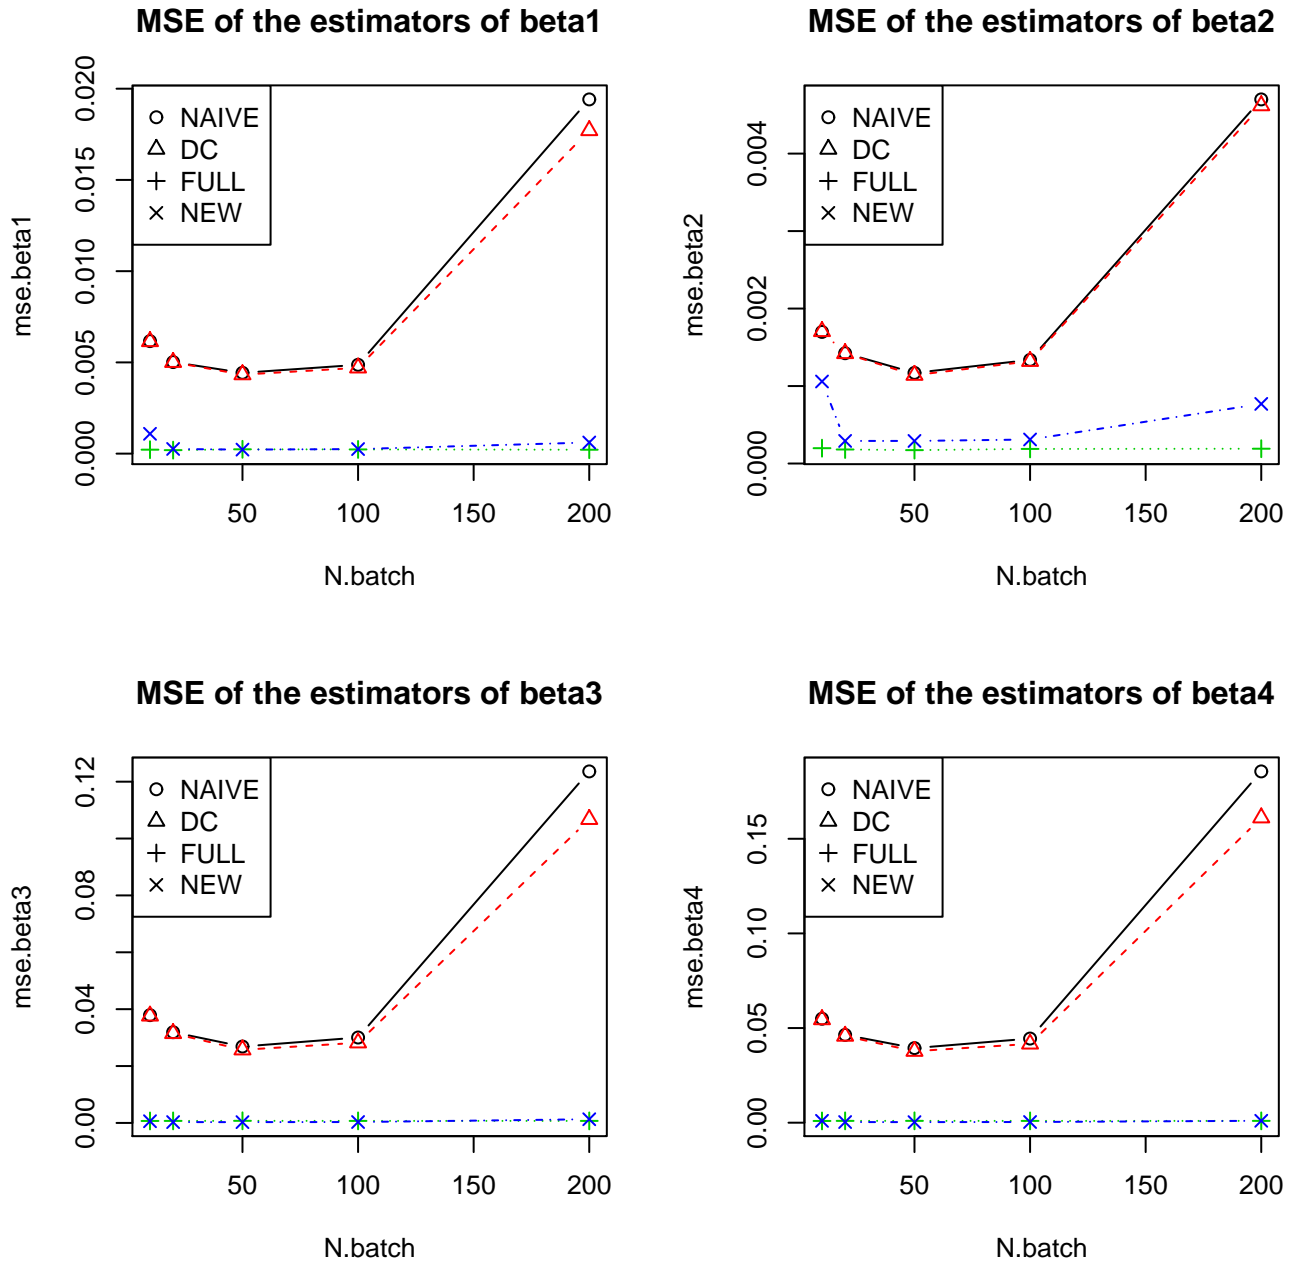 MSE of the estimators of beta1
mse.beta1
0.020
0.015
0.010
0.005
0.000
NAIVE
DC
FULL
NEW
50
100
150
200
N.batch
MSE of the estimators of beta2
mse.beta2
0.004
0.002
0.000
NAIVE
DC
FULL
NEW
50
100
150
200
N.batch
MSE of the estimators of beta3
mse.beta3
0.12
0.08
0.04
0.00
NAIVE
DC
FULL
NEW
50
100
150
200
N.batch
MSE of the estimators of beta4
mse.beta4
0.15
0.10
0.05
0.00
NAIVE
DC
FULL
NEW
50
100
150
200
N.batch